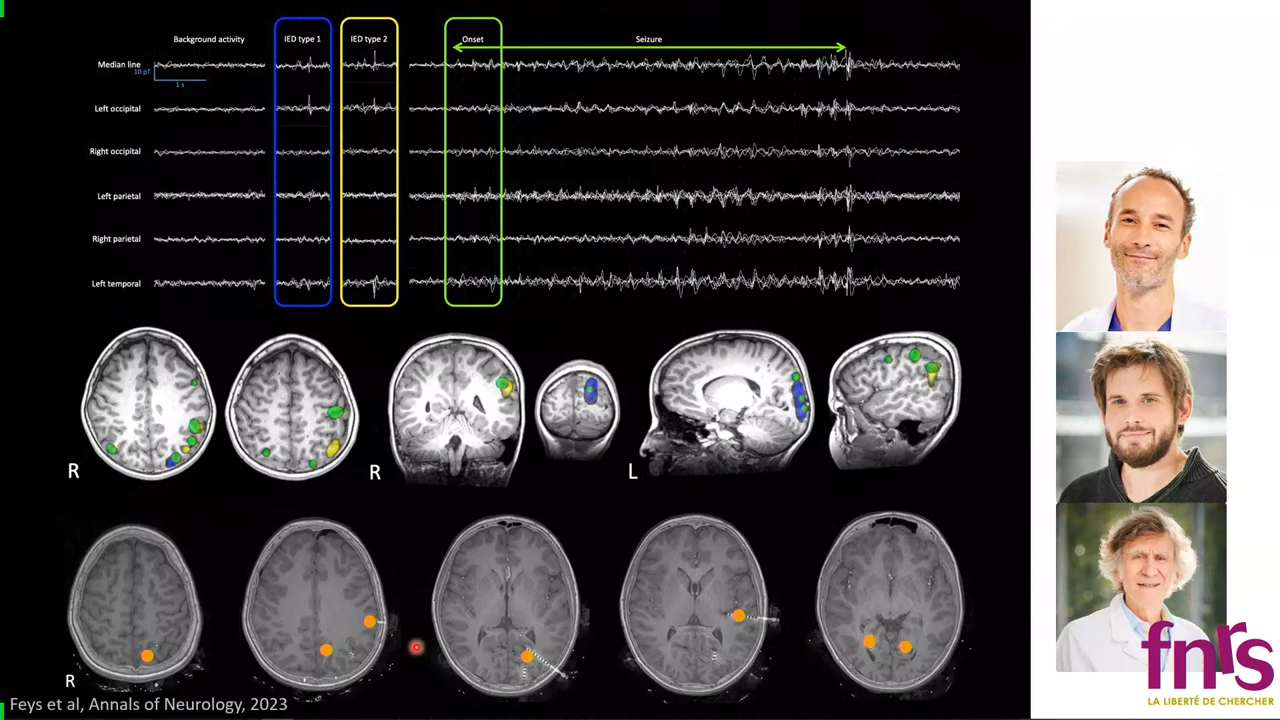 Background activity
IED type 1
IED type 2
Onset
Seizure
Median line
10 pT
1 s
Left occipital
Right occipital
Left parietal
Right parietal
Left temporal
R
R
L
R
Feys et al, Annals of Neurology, 2023
fnrs
LA LIBERTÉ DE CHERCHER